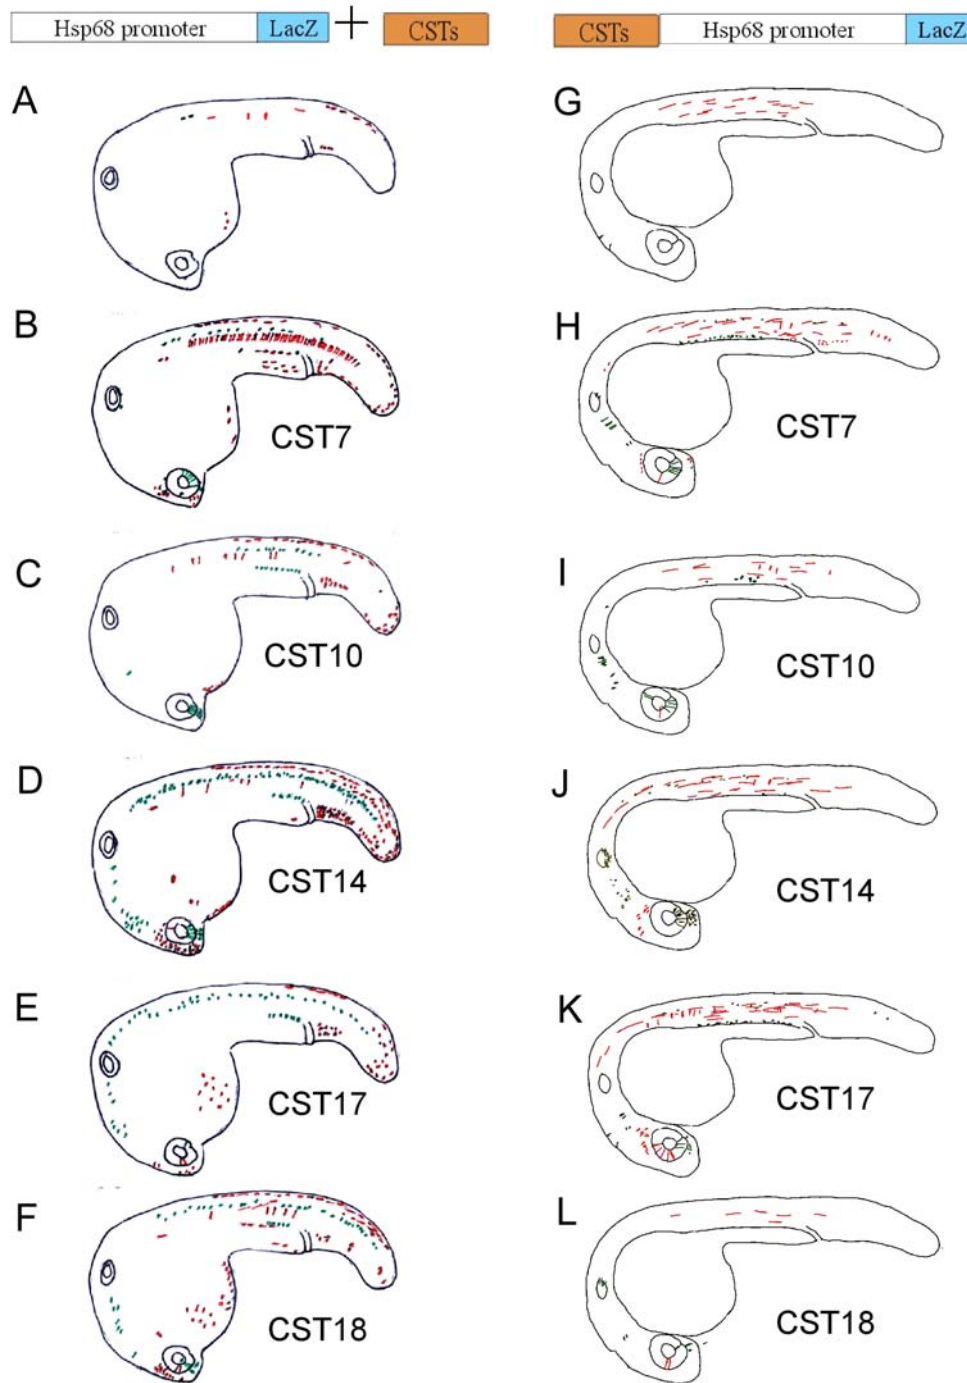 Hsp68 promoter LacZ + CSTs
CSTs Hsp68 promoter LacZ
A
G
B
CST7
H
CST7
C
CST10
I
CST10
D
CST14
J
CST14
E
CST17
K
CST17
F
CST18
L
CST18